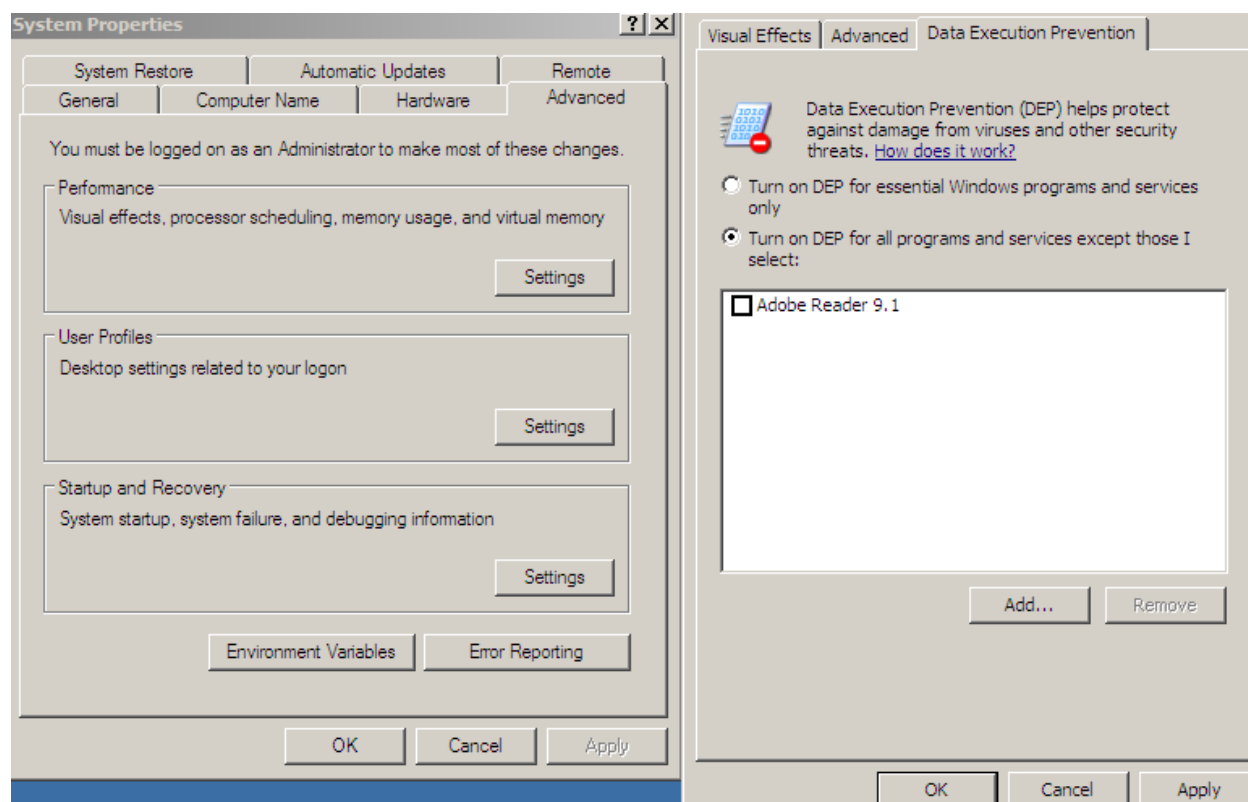 System Properties
? X
System Restore
Automatic Updates
Remote
General
Computer Name
Hardware
Advanced
You must be logged on as an Administrator to make most of these changes.
Performance
Visual effects, processor scheduling, memory usage, and virtual memory
Settings
User Profiles
Desktop settings related to your logon
Settings
Startup and Recovery
System startup, system failure, and debugging information
Settings
Environment Variables
Error Reporting
OK
Cancel
Apply
Visual Effects
Advanced
Data Execution Prevention
Data Execution Prevention (DEP) helps protect
against damage from viruses and other security
threats. How does it work?
Turn on DEP for essential Windows programs and services
only
Turn on DEP for all programs and services except those I
select:
Adobe Reader 9.1
Add...
Remove
OK
Cancel
Apply